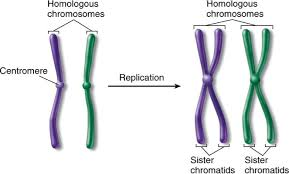 Homologous
chromosomes
Homologous
chromosomes
Centromere
Replication
Sister
chromatids
Sister
chromatids